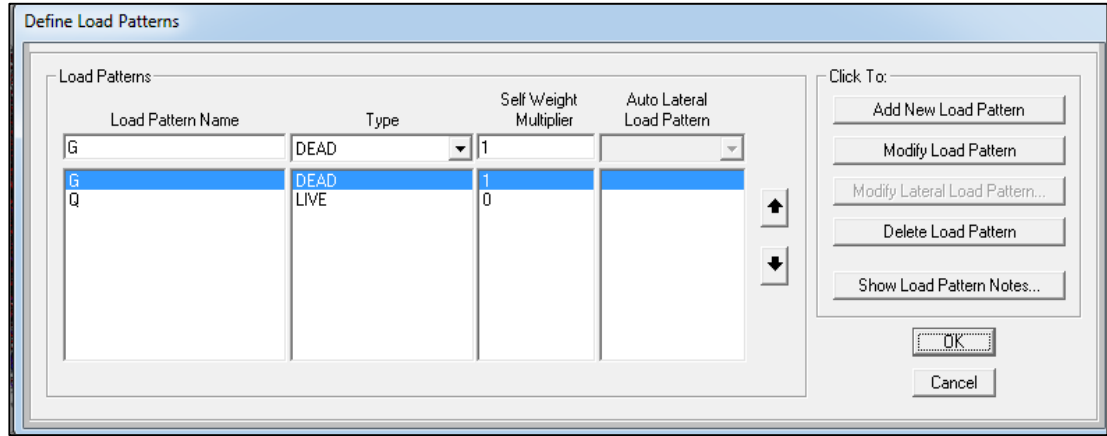 Define Load Patterns
Load Patterns
Click To:
Load Pattern Name Type Self Weight Multiplier Auto Lateral Load Pattern
G DEAD 1
G DEAD 1
Q LIVE 0
Add New Load Pattern
Modify Load Pattern
Modify Lateral Load Pattern...
Delete Load Pattern
Show Load Pattern Notes...
OK
Cancel